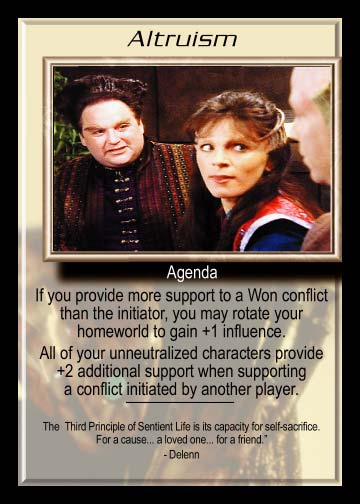 Altruism
Agenda
If you provide more support to a Won conflict
than the initiator, you may rotate your
homeworld to gain +1 influence.
All of your unneutralized characters provide
+2 additional support when supporting
a conflict initiated by another player.
The Third Principle of Sentient Life is its capacity for self-sacrifice.
For a cause... a loved one... for a friend.”
- Delenn